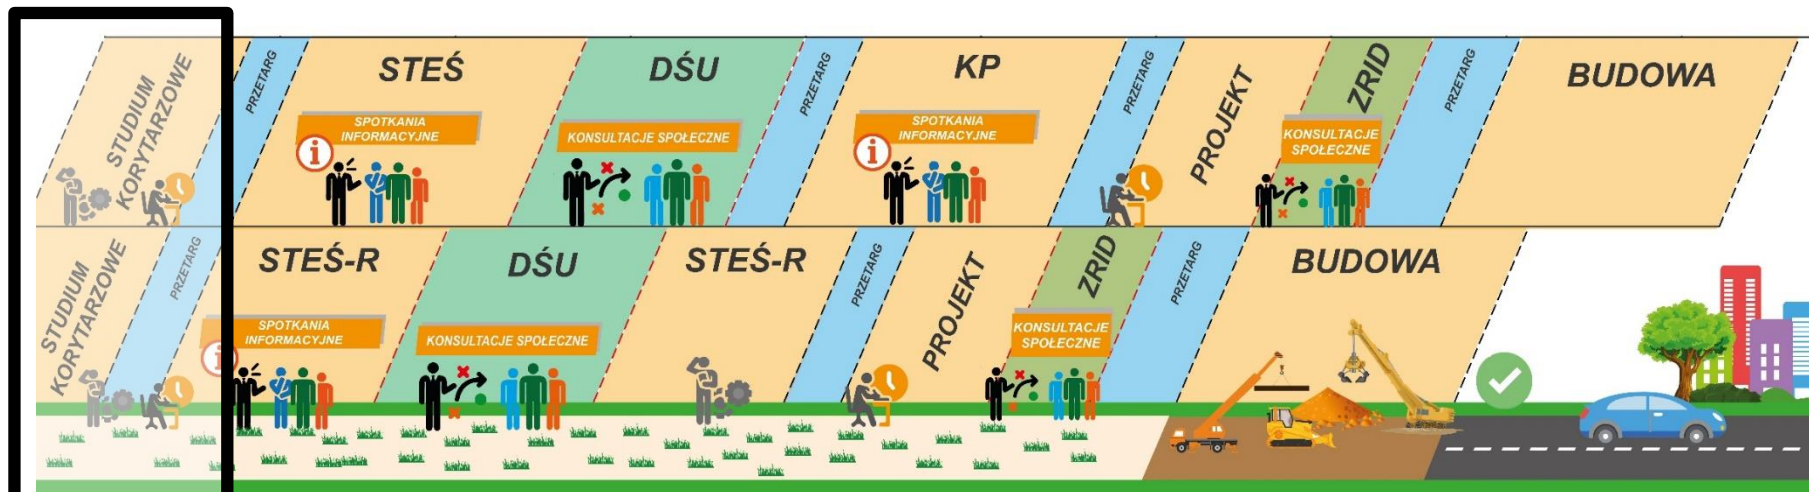 STUDIUM
KORYTARZOWE
PRZETARG
STEŚ
SPOTKANIA
INFORMACYJNE
i
DŚU
KONSULTACJE SPOŁECZNE
PRZETARG
KP
SPOTKANIA
INFORMACYJNE
i
PRZETARG
PROJEKT
ZRID
KONSULTACJE
SPOŁECZNE
PRZETARG
BUDOWA
STUDIUM
KORYTARZOWE
PRZETARG
STEŚ-R
SPOTKANIA
INFORMACYJNE
i
DŚU
KONSULTACJE SPOŁECZNE
STEŚ-R
PRZETARG
PROJEKT
ZRID
KONSULTACJE
SPOŁECZNE
PRZETARG
BUDOWA